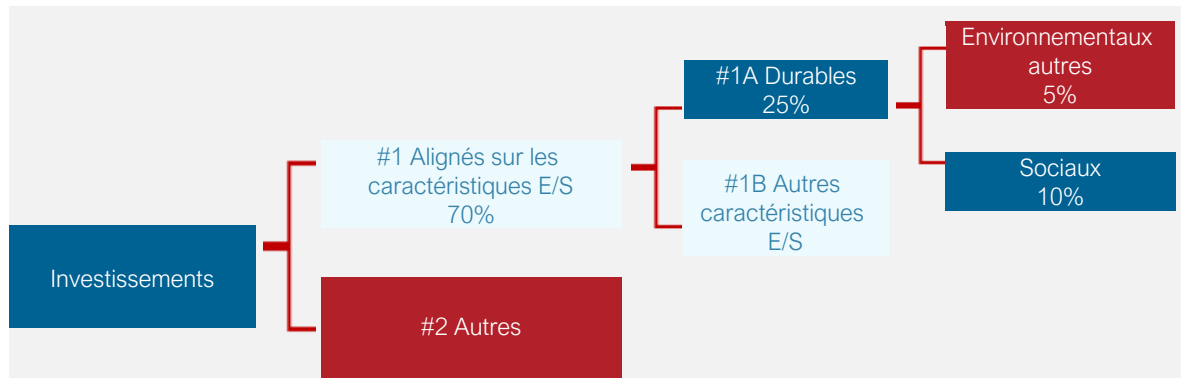 Investissements
#1 Alignés sur les
caractéristiques E/S
70%
#2 Autres
#1A Durables
25%
#1B Autres
caractéristiques
E/S
Environnementaux
autres
5%
Sociaux
10%